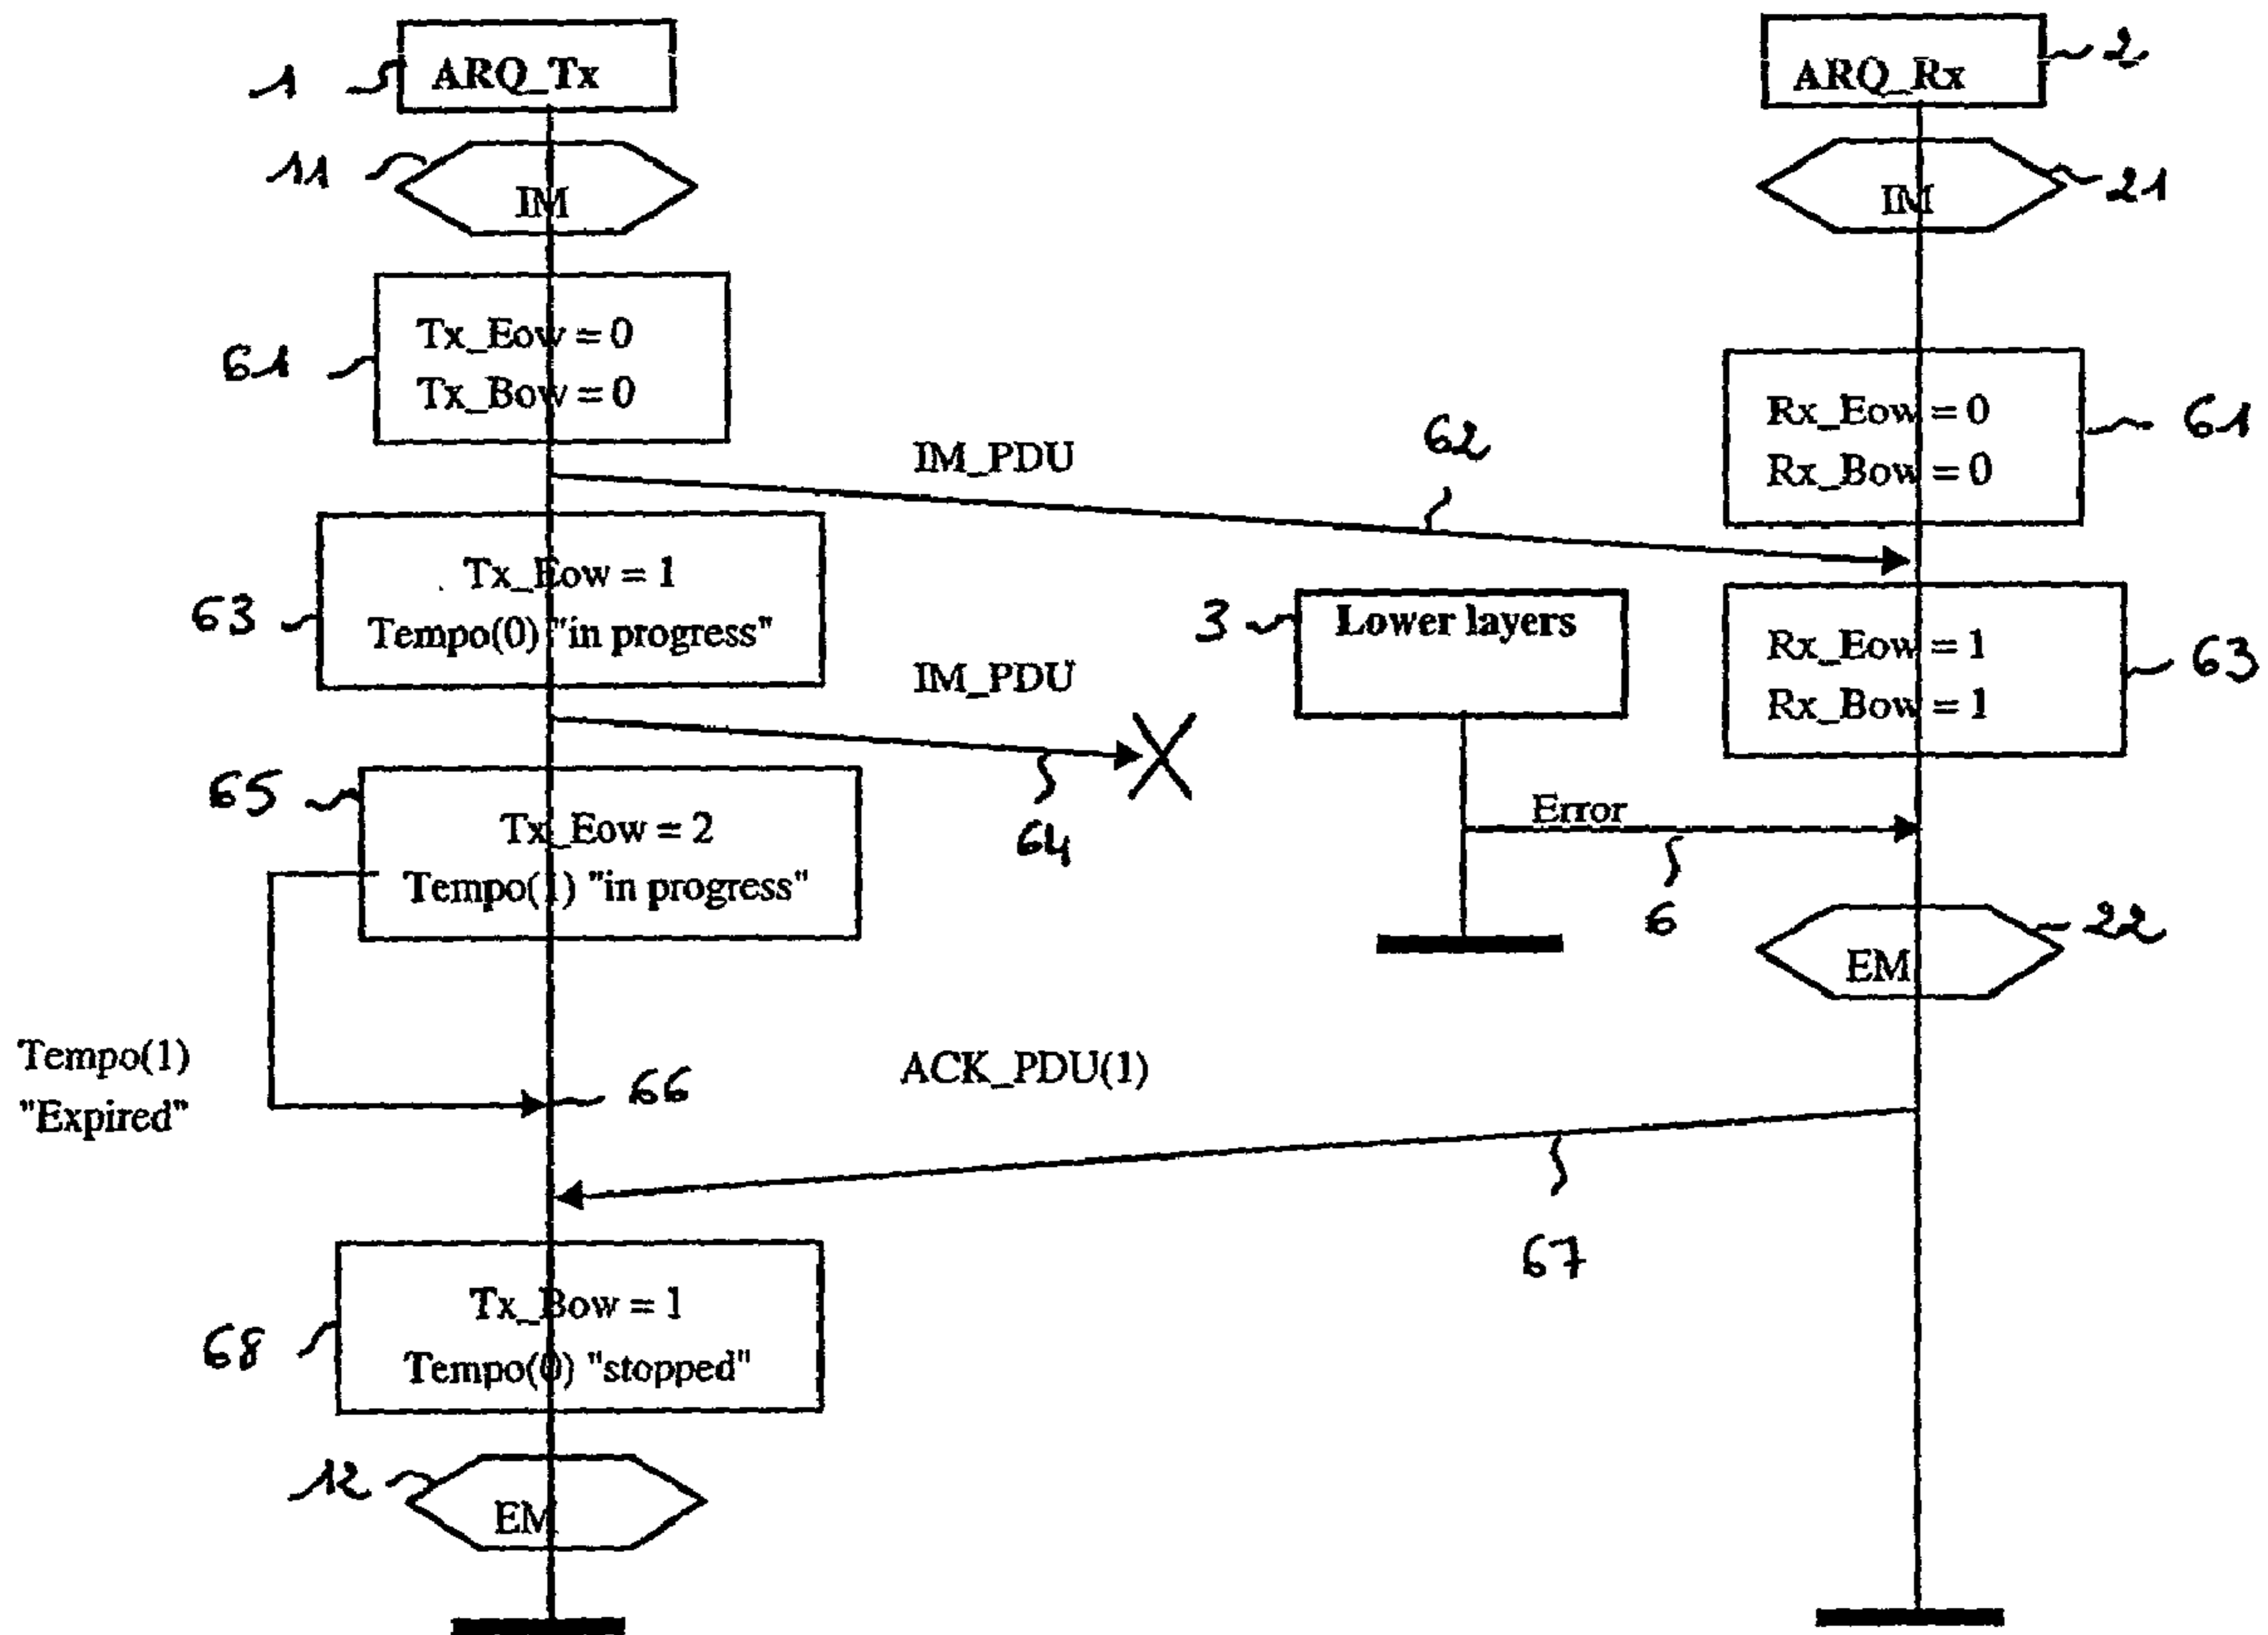 1
ARQ_Tx
ARQ_Rx
2
11
IM
IM
21
61
Tx_Eow = 0
Tx_Bow = 0
Rx_Eow = 0
Rx_Bow = 0
61
IM_PDU
62
63
Tx_Eow = 1
Tempo(0) "in progress"
3
Lower layers
Rx_Eow = 1
Rx_Bow = 1
63
IM_PDU
64
65
Tx_Eow = 2
Tempo(1) "in progress"
Error
6
EM
22
Tempo(1)
"Expired"
66
ACK_PDU(1)
67
68
Tx_Bow = 1
Tempo(0) "stopped"
12
EM